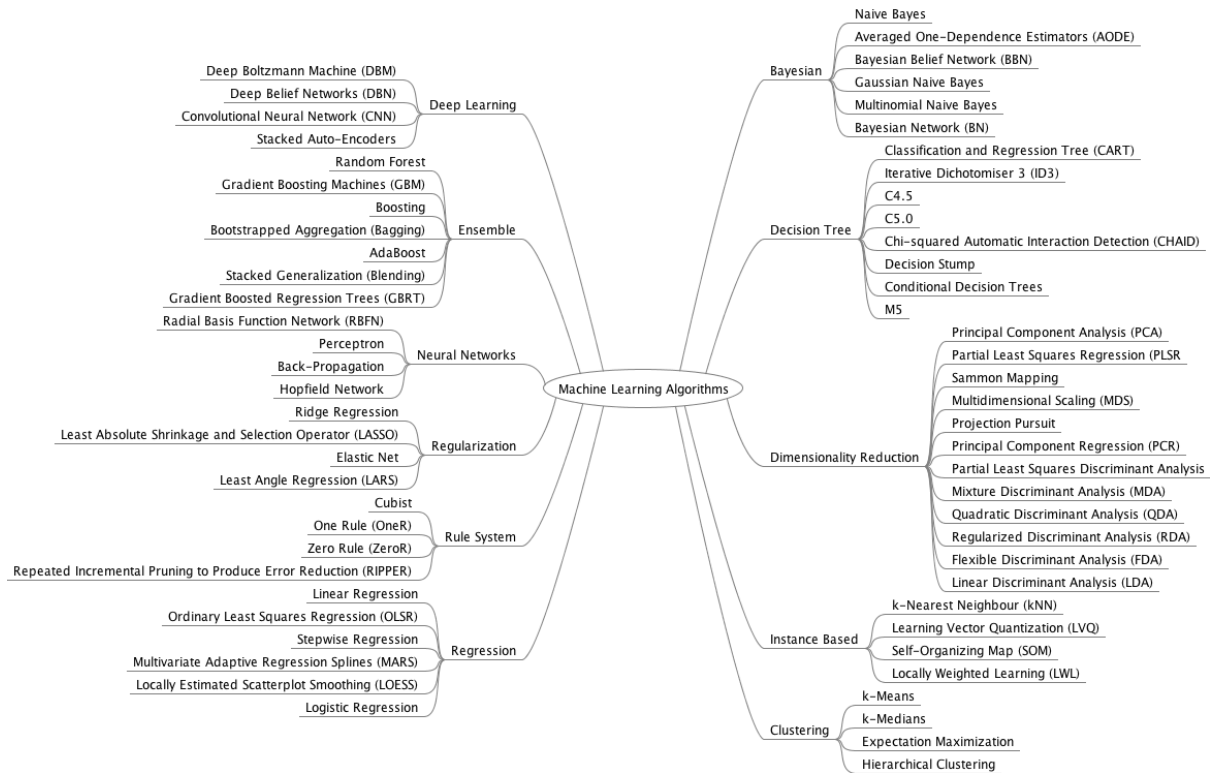 Machine Learning Algorithms
Deep Learning
Deep Boltzmann Machine (DBM)
Deep Belief Networks (DBN)
Convolutional Neural Network (CNN)
Stacked Auto-Encoders
Ensemble
Random Forest
Gradient Boosting Machines (GBM)
Boosting
Bootstrapped Aggregation (Bagging)
AdaBoost
Stacked Generalization (Blending)
Gradient Boosted Regression Trees (GBRT)
Neural Networks
Radial Basis Function Network (RBFN)
Perceptron
Back-Propagation
Hopfield Network
Regularization
Ridge Regression
Least Absolute Shrinkage and Selection Operator (LASSO)
Elastic Net
Least Angle Regression (LARS)
Rule System
Cubist
One Rule (OneR)
Zero Rule (ZeroR)
Repeated Incremental Pruning to Produce Error Reduction (RIPPER)
Regression
Linear Regression
Ordinary Least Squares Regression (OLSR)
Stepwise Regression
Multivariate Adaptive Regression Splines (MARS)
Locally Estimated Scatterplot Smoothing (LOESS)
Logistic Regression
Bayesian
Naive Bayes
Averaged One-Dependence Estimators (AODE)
Bayesian Belief Network (BBN)
Gaussian Naive Bayes
Multinomial Naive Bayes
Bayesian Network (BN)
Decision Tree
Classification and Regression Tree (CART)
Iterative Dichotomiser 3 (ID3)
C4.5
C5.0
Chi-squared Automatic Interaction Detection (CHAID)
Decision Stump
Conditional Decision Trees
M5
Dimensionality Reduction
Principal Component Analysis (PCA)
Partial Least Squares Regression (PLSR
Sammon Mapping
Multidimensional Scaling (MDS)
Projection Pursuit
Principal Component Regression (PCR)
Partial Least Squares Discriminant Analysis
Mixture Discriminant Analysis (MDA)
Quadratic Discriminant Analysis (QDA)
Regularized Discriminant Analysis (RDA)
Flexible Discriminant Analysis (FDA)
Linear Discriminant Analysis (LDA)
Instance Based
k-Nearest Neighbour (kNN)
Learning Vector Quantization (LVQ)
Self-Organizing Map (SOM)
Locally Weighted Learning (LWL)
Clustering
k-Means
k-Medians
Expectation Maximization
Hierarchical Clustering